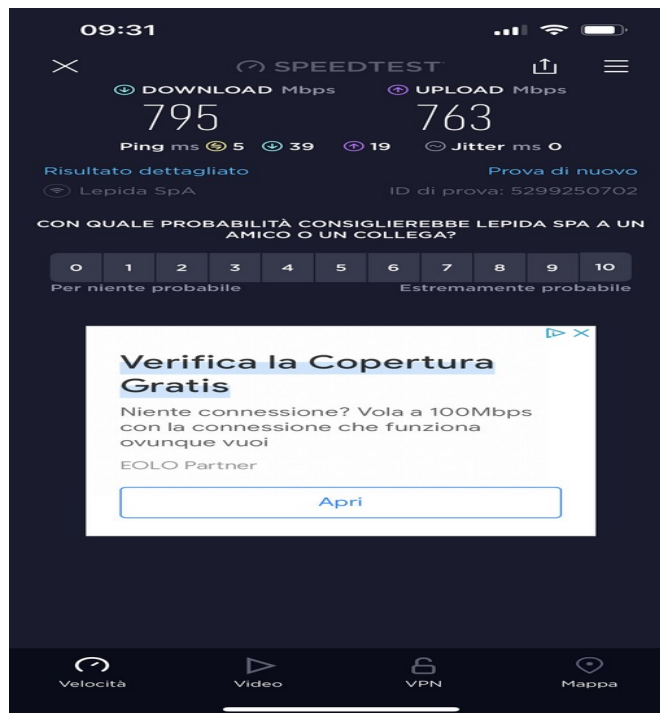 09:31
SPEEDTEST
DOWNLOAD Mbps UPLOAD Mbps
795 763
Ping ms 5 39 19 Jitter ms 0
Risultato dettagliato Prova di nuovo
Lepida SpA ID di prova: 5299250702
CON QUALE PROBABILITÀ CONSIGLIEREBBE LEPIDA SPA A UN
AMICO O UN COLLEGA?
0 1 2 3 4 5 6 7 8 9 10
Per niente probabile Estremamente probabile
Verifica la Copertura
Gratis
Niente connessione? Vola a 100Mbps
con la connessione che funziona
ovunque vuoi
EOLO Partner
Apri
Velocità Video VPN Mappa